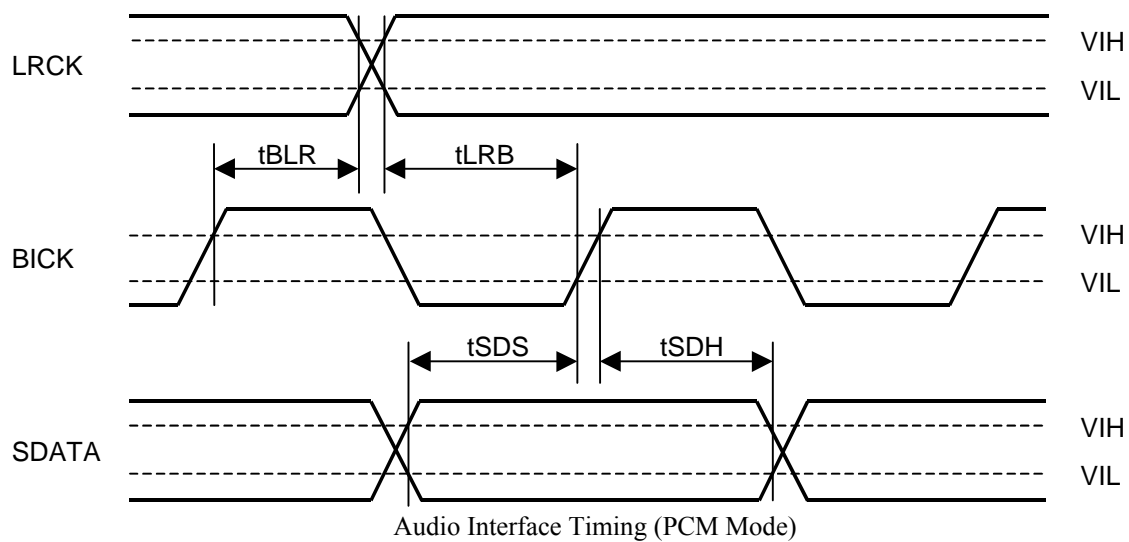 LRCK
VIH
VIL
tBLR
tLRB
BICK
VIH
VIL
tSDS
tSDH
SDATA
VIH
VIL
Audio Interface Timing (PCM Mode)